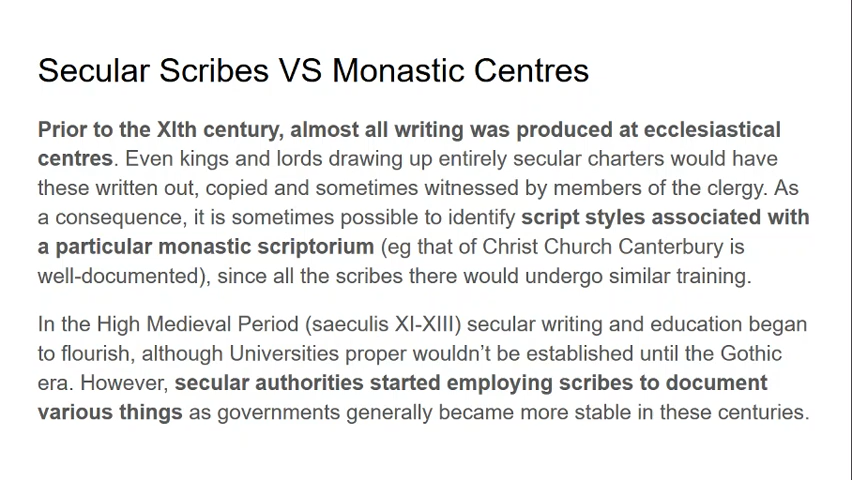 Secular Scribes VS Monastic Centres
Prior to the XIth century, almost all writing was produced at ecclesiastical
centres. Even kings and lords drawing up entirely secular charters would have
these written out, copied and sometimes witnessed by members of the clergy. As
a consequence, it is sometimes possible to identify script styles associated with
a particular monastic scriptorium (eg that of Christ Church Canterbury is
well-documented), since all the scribes there would undergo similar training.
In the High Medieval Period (saeculis XI-XIII) secular writing and education began
to flourish, although Universities proper wouldn’t be established until the Gothic
era. However, secular authorities started employing scribes to document
various things as governments generally became more stable in these centuries.